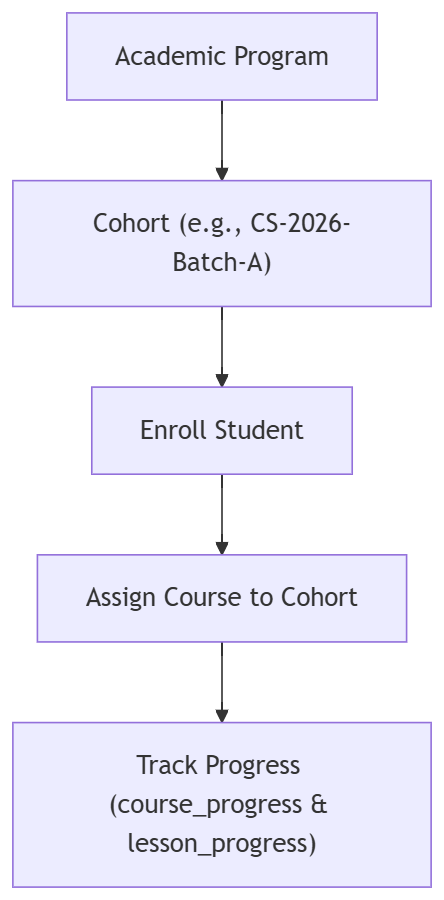 Academic Program
Cohort (e.g., CS-2026-
Batch-A)
Enroll Student
Assign Course to Cohort
Track Progress
(course_progress &
lesson_progress)